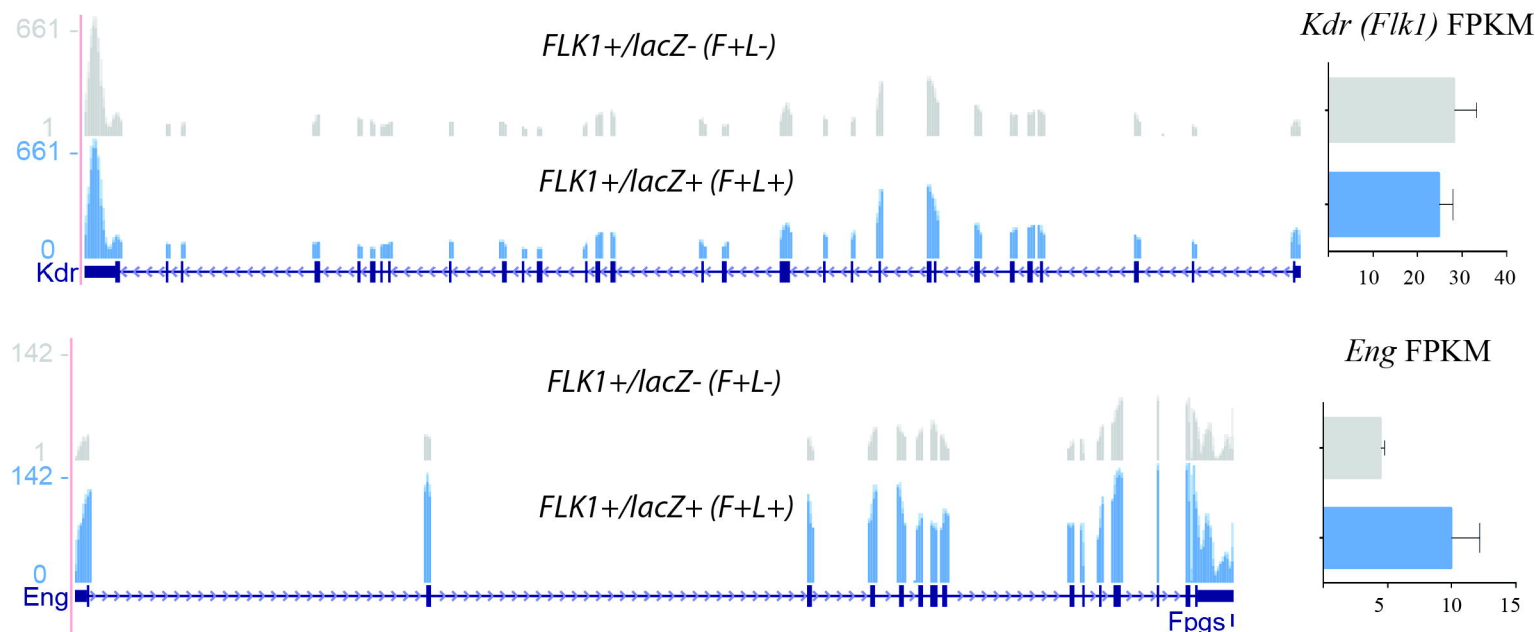 661 -
FLK1+/lacZ- (F+L-)
1
661 -
FLK1+/lacZ+ (F+L+)
0
Kdr
Kdr (Flk1) FPKM
10 20 30 40
142 -
FLK1+/lacZ- (F+L-)
1
142 -
FLK1+/lacZ+ (F+L+)
0
Eng
Fpgs
Eng FPKM
5 10 15